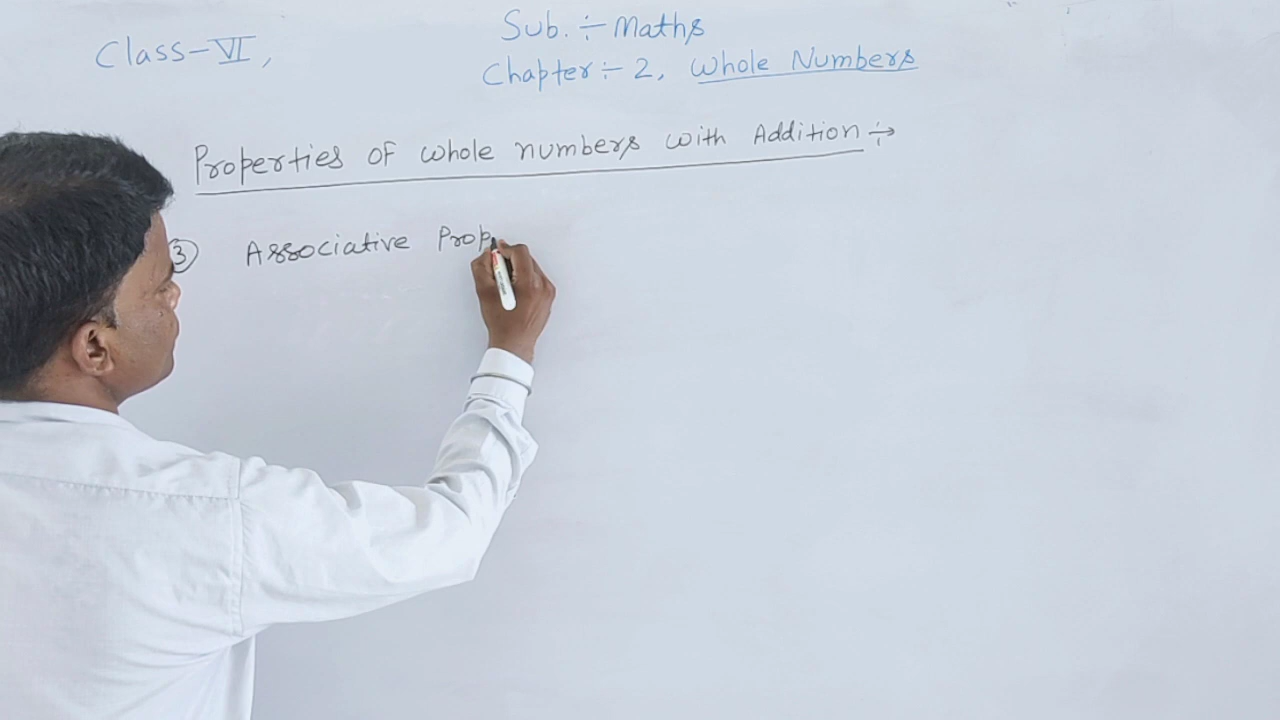 Class-VI,
Sub. :- Maths
Chapter :- 2, Whole Numbers
Properties of whole numbers with Addition :→
③ Associative Prop